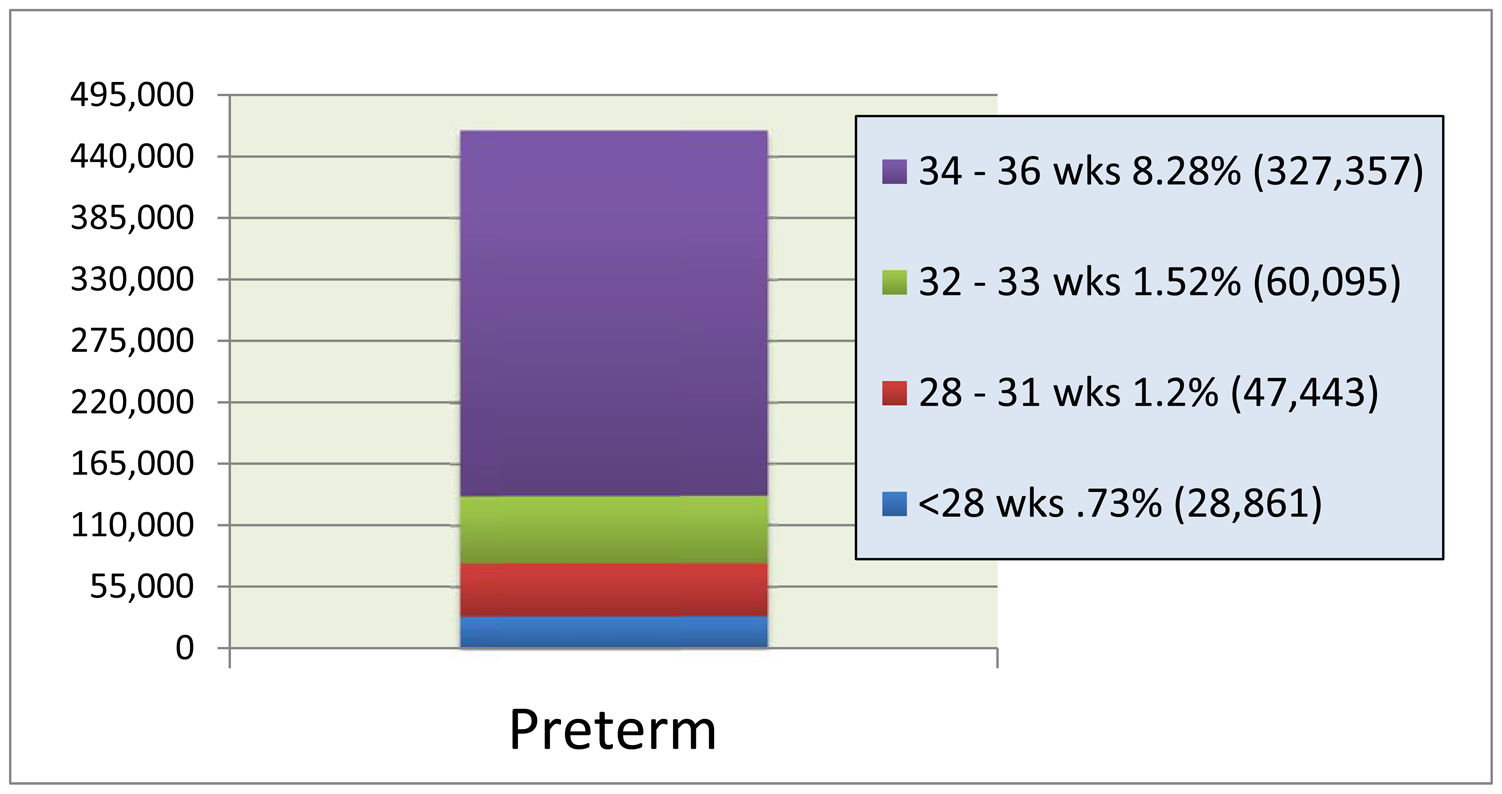 495,000
440,000
385,000
330,000
275,000
220,000
165,000
110,000
55,000
0
Preterm
34 - 36 wks 8.28% (327,357)
32 - 33 wks 1.52% (60,095)
28 - 31 wks 1.2% (47,443)
<28 wks .73% (28,861)